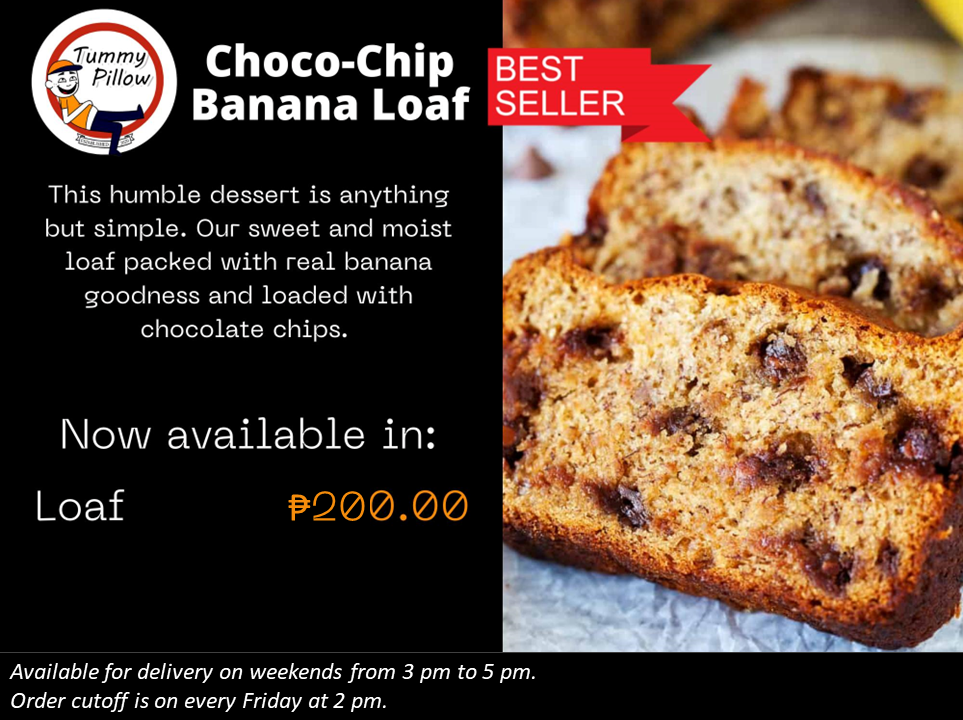 Tummy
Pillow
Choco-Chip
Banana Loaf
BEST
SELLER
This humble dessert is anything
but simple. Our sweet and moist
loaf packed with real banana
goodness and loaded with
chocolate chips.
Now available in:
Loaf ₱200.00
Available for delivery on weekends from 3 pm to 5 pm.
Order cutoff is on every Friday at 2 pm.